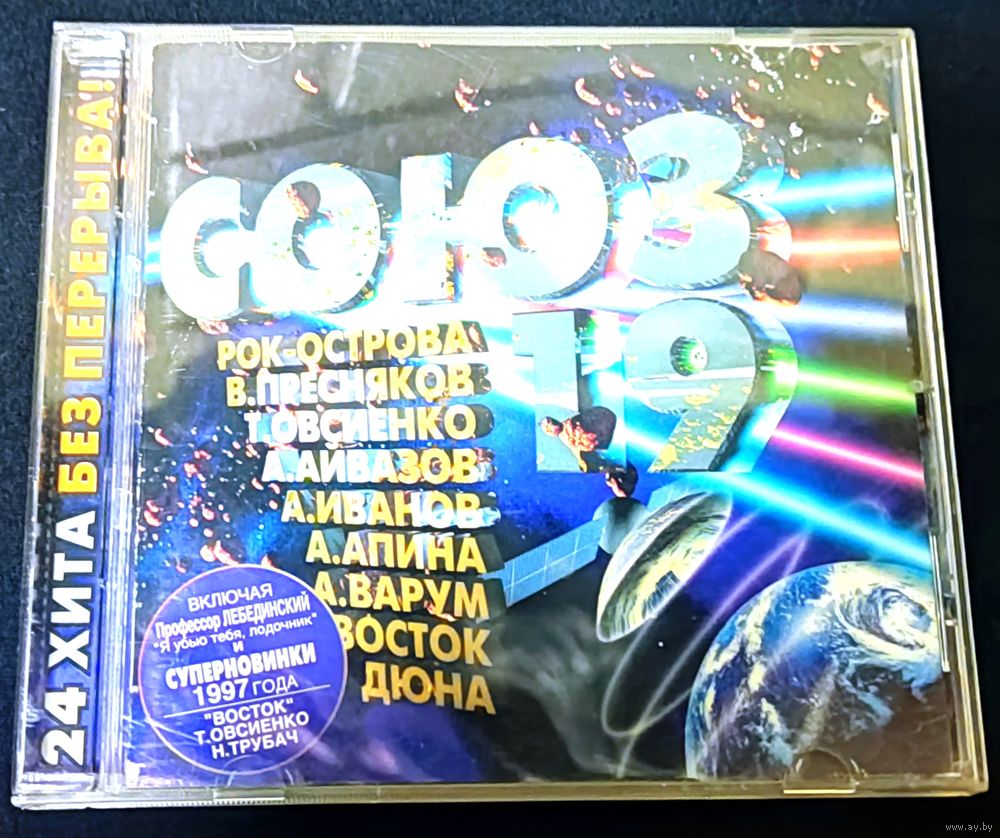 24 ХИТА БЕЗ ПЕРЕРЫВА!!!
СОЮЗ
19
РОК-ОСТРОВА
В.ПРЕСНЯКОВ
Т.ОВСИЕНКО
А.АЙВАЗОВ
А.ИВАНОВ
А.АПИНА
А.ВАРУМ
ВОСТОК
ДЮНА
ВКЛЮЧАЯ
Профессор ЛЕБЕДИНСКИЙ
"Я убью тебя, лодочник"
и
СУПЕРНОВИНКИ
1997 ГОДА
"ВОСТОК"
Т.ОВСИЕНКО
Н.ТРУБАЧ
www.ay.by